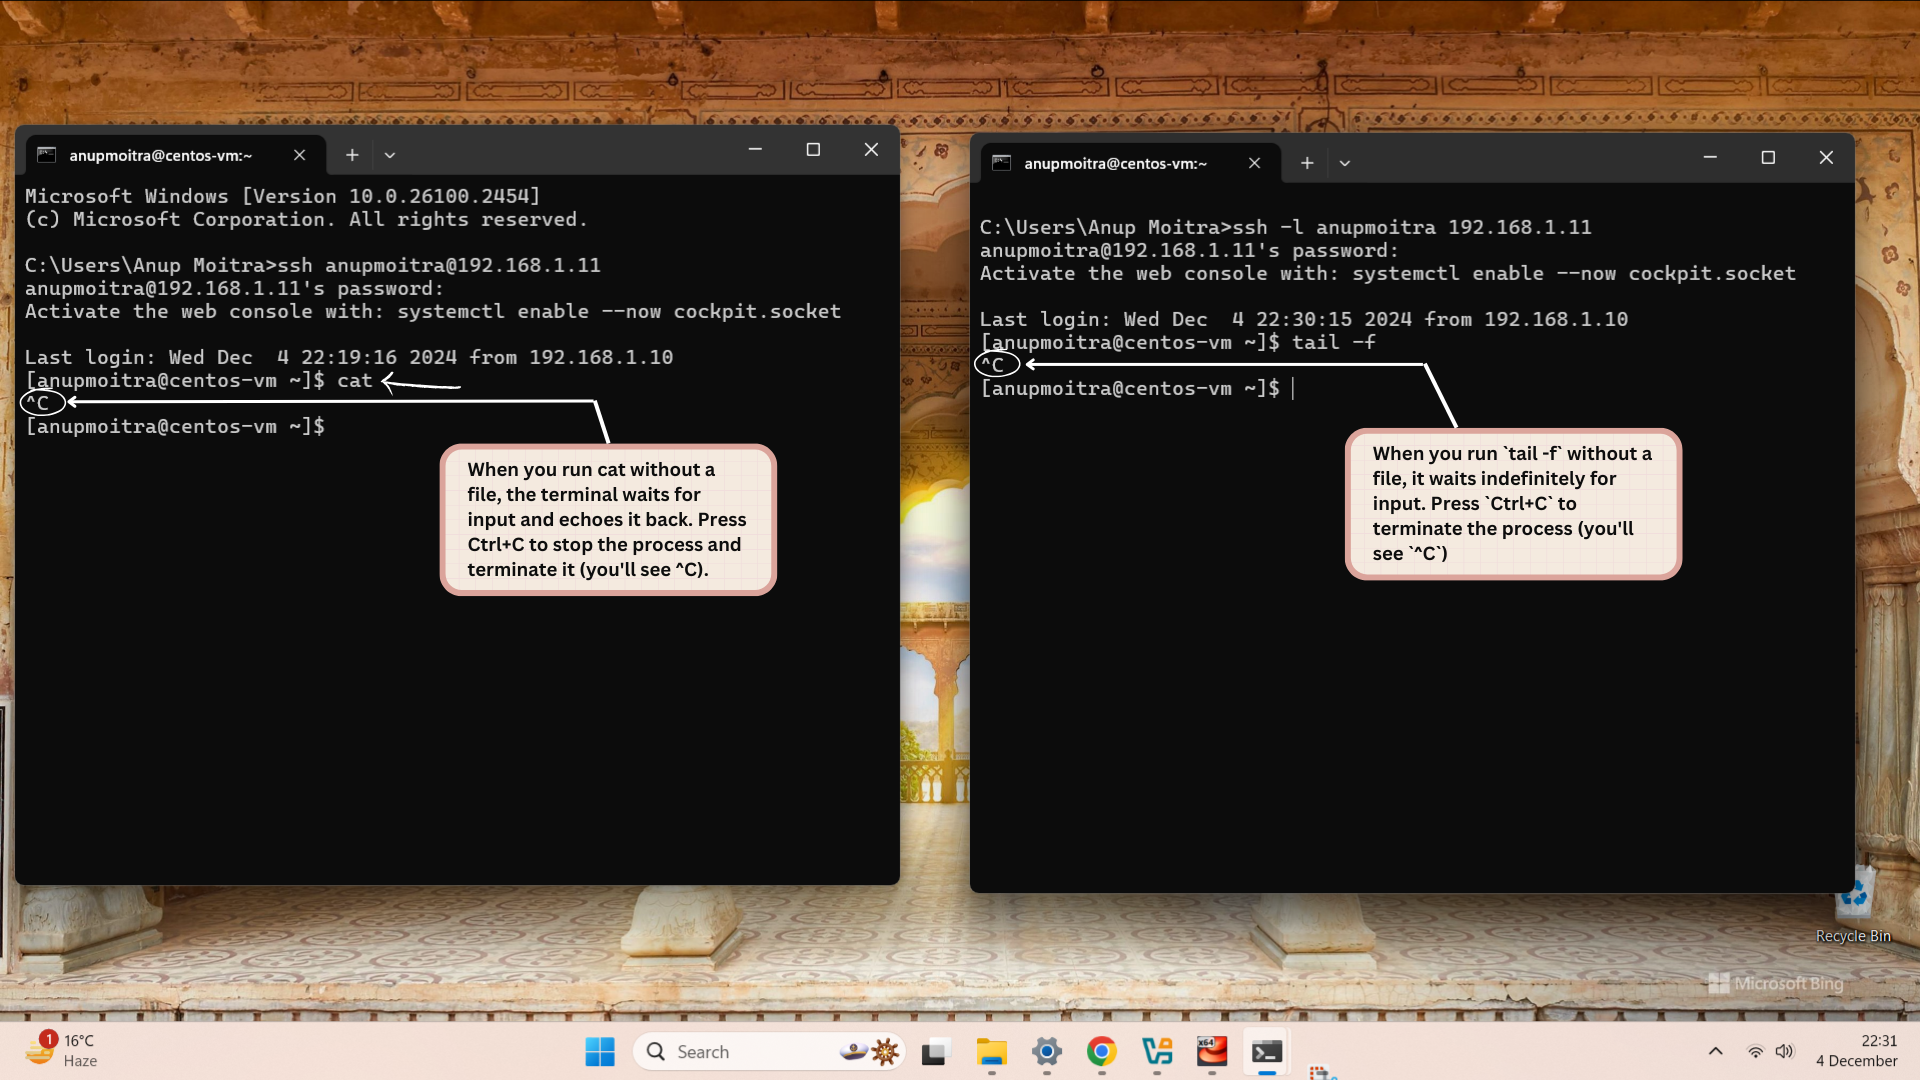 anupmoitra@centos-vm:~
Microsoft Windows [Version 10.0.26100.2454]
(c) Microsoft Corporation. All rights reserved.
C:\Users\Anup Moitra>ssh anupmoitra@192.168.1.11
anupmoitra@192.168.1.11's password:
Activate the web console with: systemctl enable --now cockpit.socket
Last login: Wed Dec  4 22:19:16 2024 from 192.168.1.10
[anupmoitra@centos-vm ~]$ cat
^C
[anupmoitra@centos-vm ~]$
When you run cat without a
file, the terminal waits for
input and echoes it back. Press
Ctrl+C to stop the process and
terminate it (you'll see ^C).
anupmoitra@centos-vm:~
C:\Users\Anup Moitra>ssh -l anupmoitra 192.168.1.11
anupmoitra@192.168.1.11's password:
Activate the web console with: systemctl enable --now cockpit.socket
Last login: Wed Dec  4 22:30:15 2024 from 192.168.1.10
[anupmoitra@centos-vm ~]$ tail -f
^C
[anupmoitra@centos-vm ~]$
When you run `tail -f` without a
file, it waits indefinitely for
input. Press `Ctrl+C` to
terminate the process (you'll
see `^C`)
Recycle Bin
Microsoft Bing
1
16°C
Haze
Search
x64
22:31
4 December